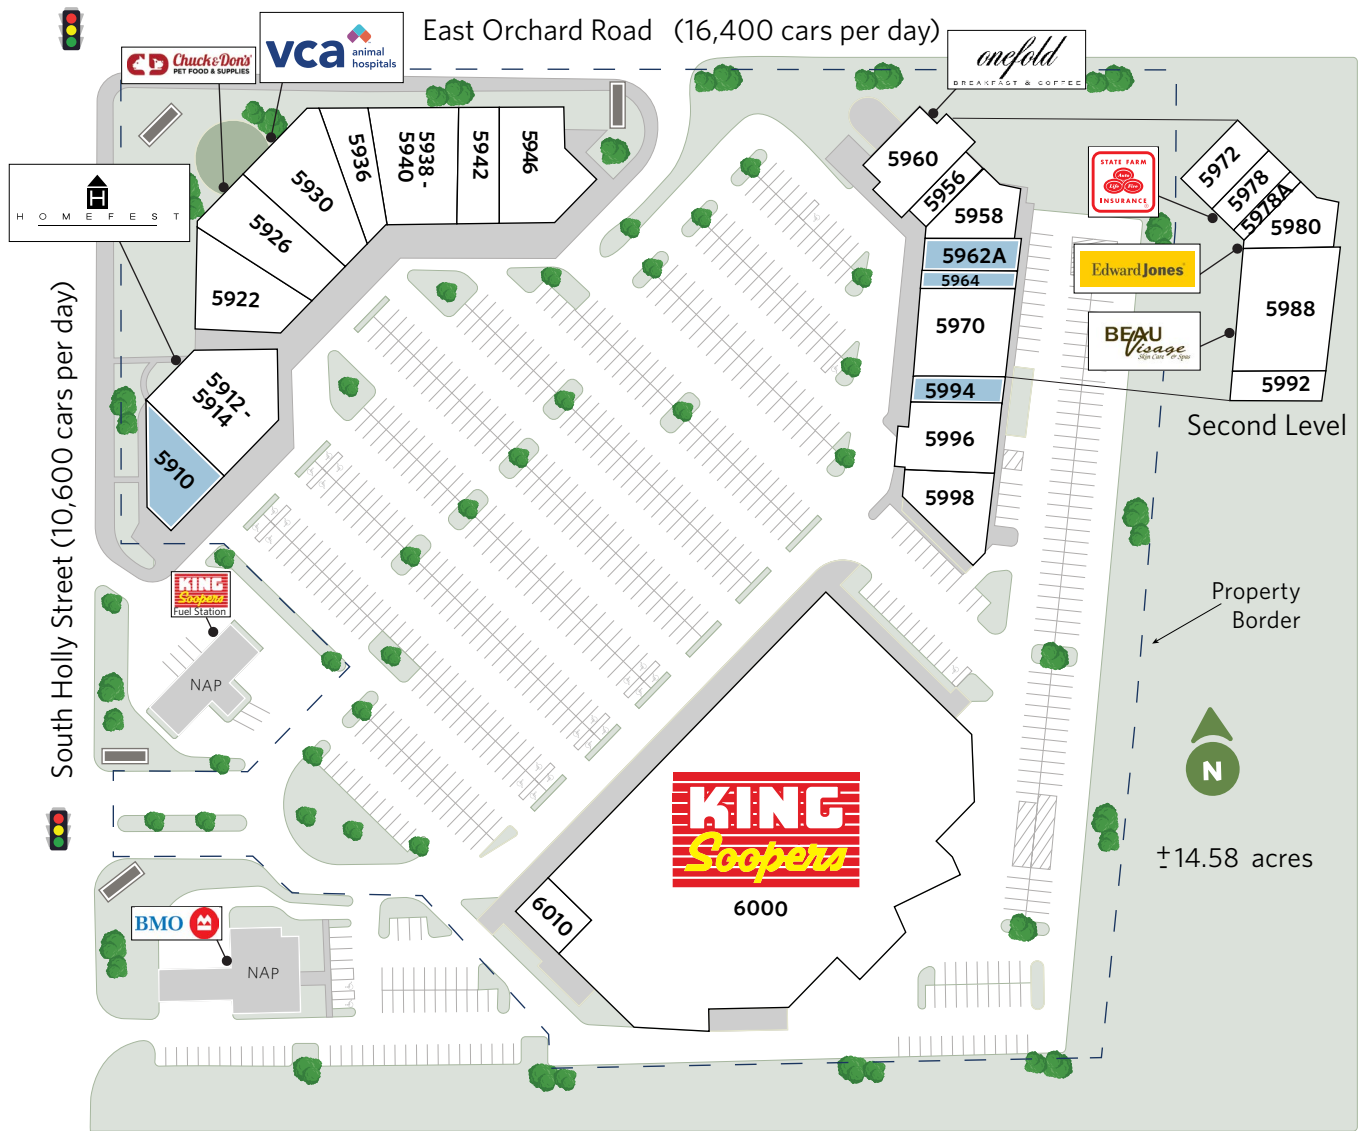 East Orchard Road (16,400 cars per day)
Chuck & Don's
PET FOOD & SUPPLIES
vca animal
hospitals
onefold
BREAKFAST & COFFEE
H
HOMEFEST
5936
5938 -
5940
5942
5946
5930
5926
5922
5912 -
5914
5910
5960
5956
5958
5962A
5964
5970
5994
5996
5998
STATE FARM
Auto
Life Fire
INSURANCE
5972
5978
5978A
5980
Edward Jones
5988
BEAU
Visage
Skin Care & Spas
5992
Second Level
South Holly Street (10,600 cars per day)
KING
Soopers
Fuel Station
NAP
Property
Border
N
±14.58 acres
KING
Soopers
6000
6010
BMO
NAP